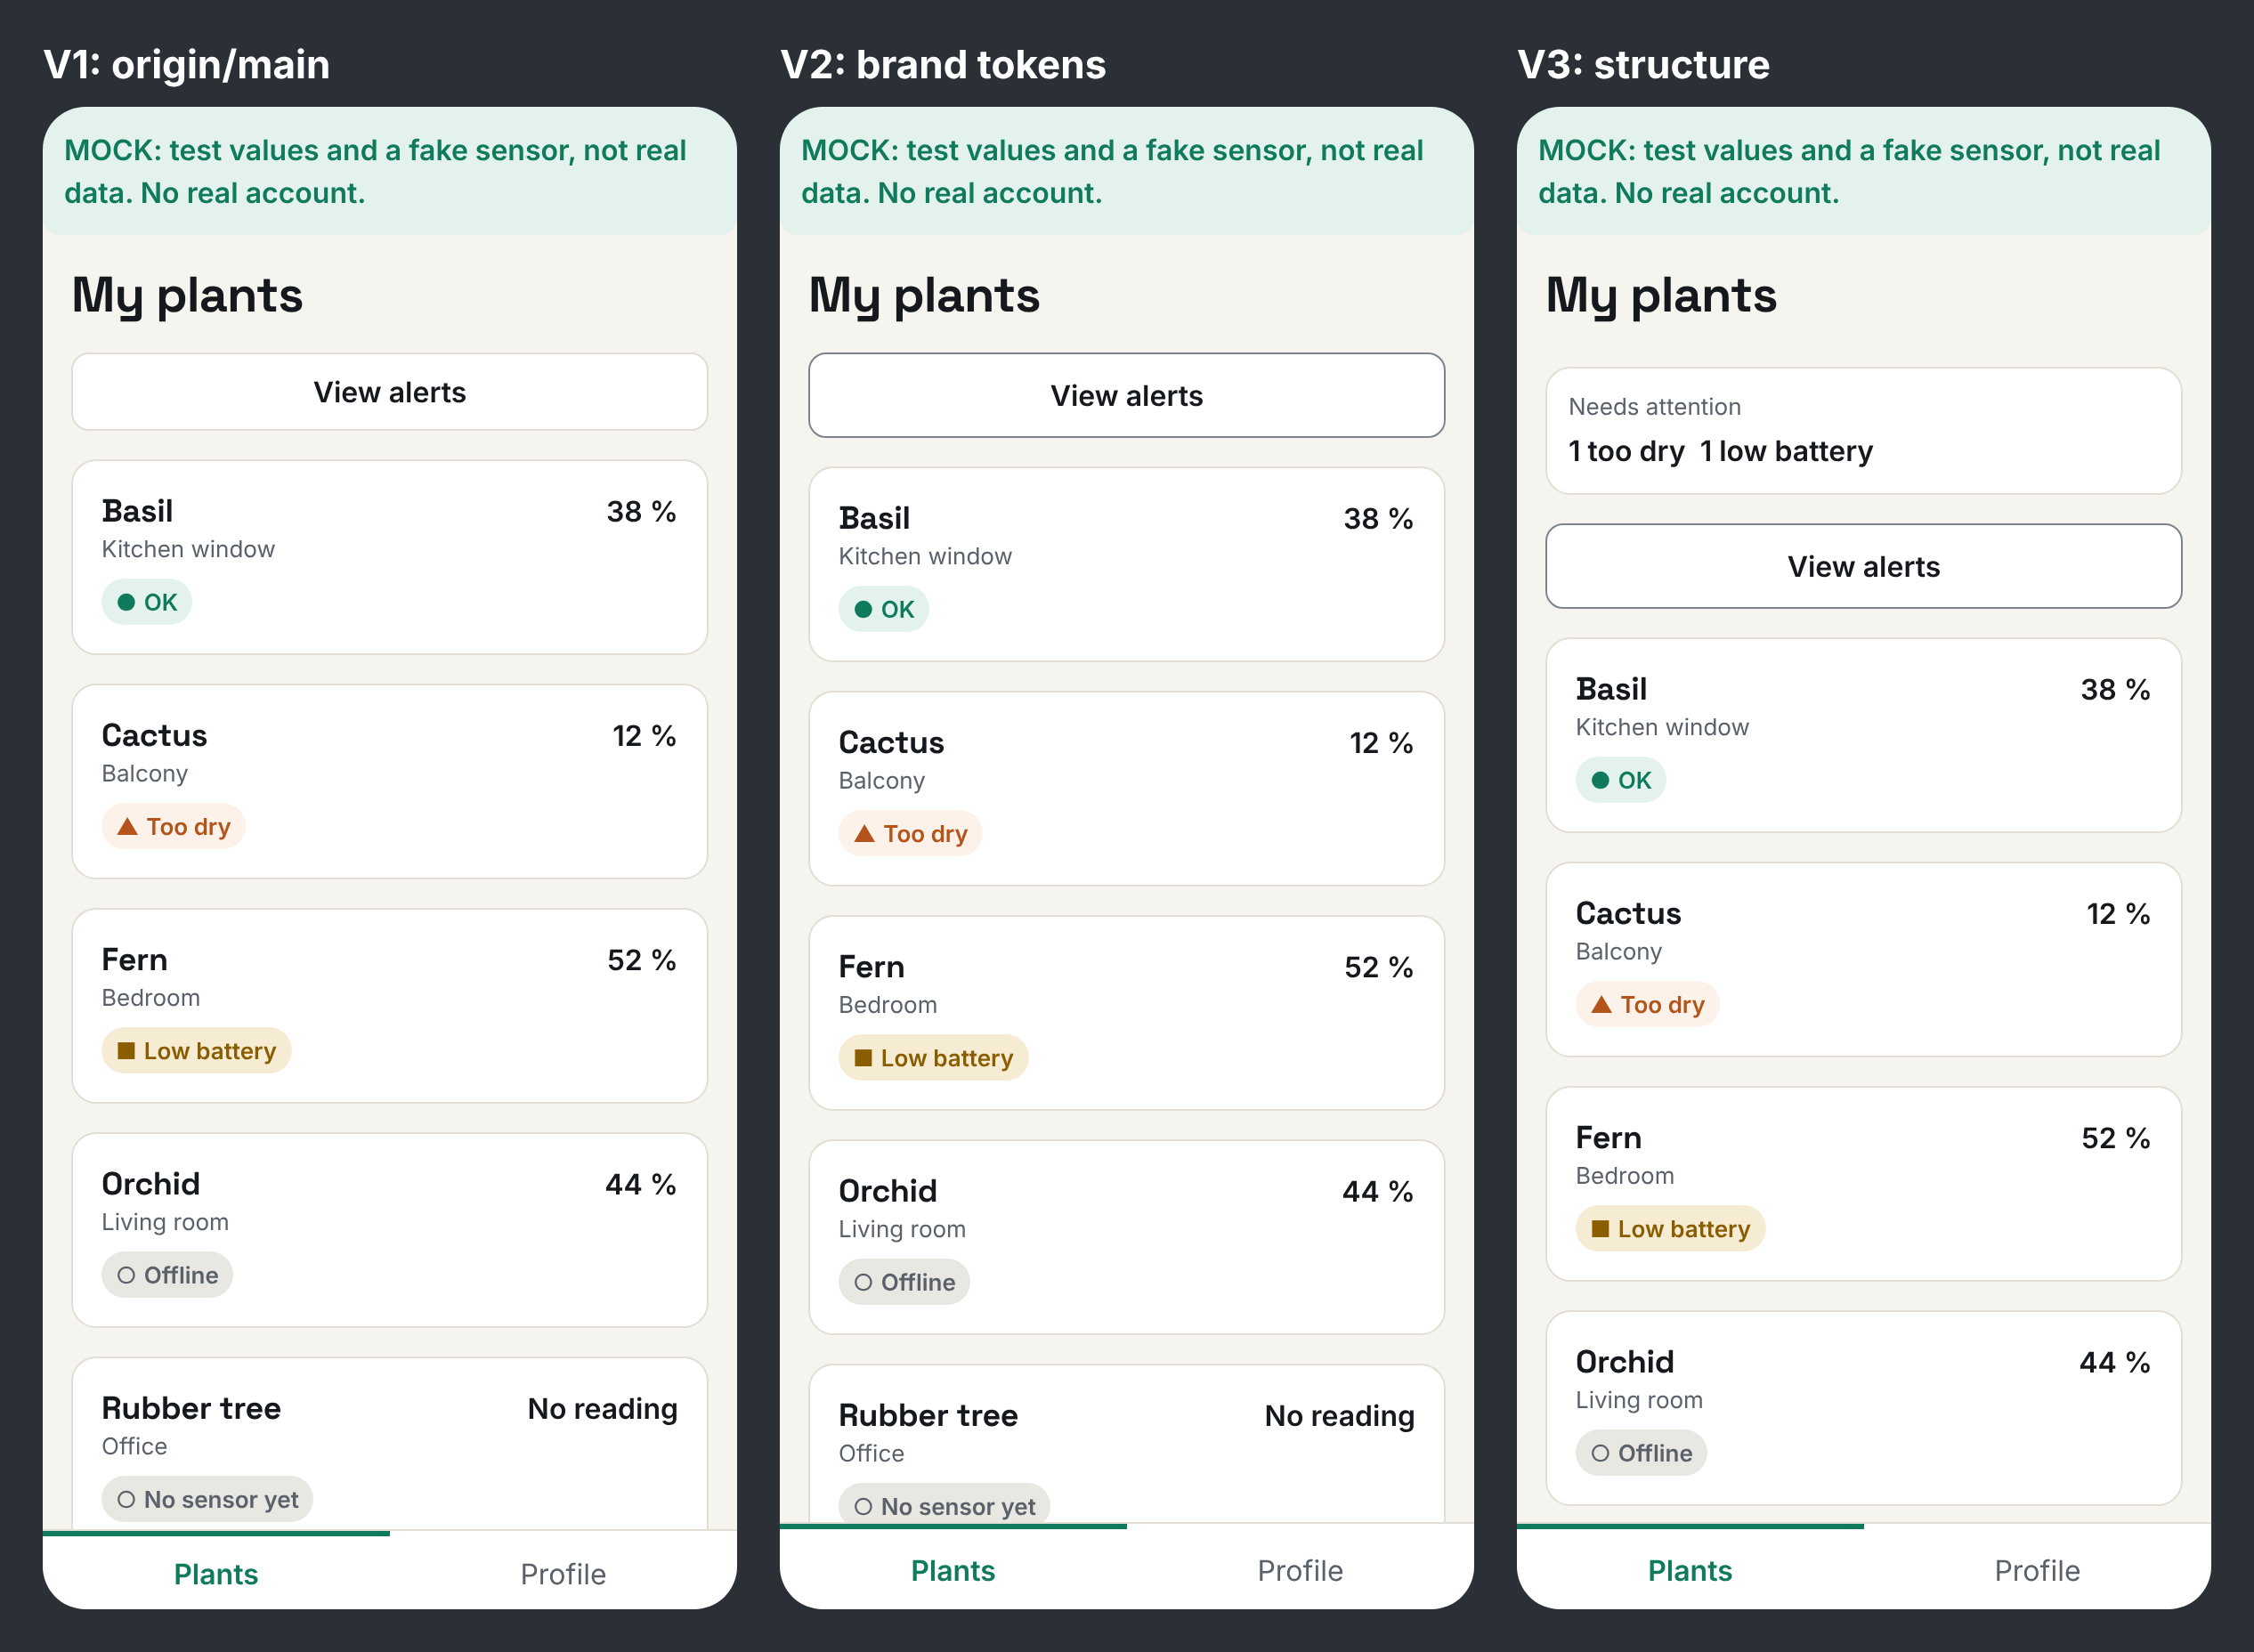 V1: origin/main
MOCK: test values and a fake sensor, not real
data. No real account.
My plants
View alerts
Basil
38 %
Kitchen window
OK
Cactus
12 %
Balcony
Too dry
Fern
52 %
Bedroom
Low battery
Orchid
44 %
Living room
Offline
Rubber tree
No reading
Office
No sensor yet
Plants
Profile
V2: brand tokens
MOCK: test values and a fake sensor, not real
data. No real account.
My plants
View alerts
Basil
38 %
Kitchen window
OK
Cactus
12 %
Balcony
Too dry
Fern
52 %
Bedroom
Low battery
Orchid
44 %
Living room
Offline
Rubber tree
No reading
Office
No sensor yet
Plants
Profile
V3: structure
MOCK: test values and a fake sensor, not real
data. No real account.
My plants
Needs attention
1 too dry 1 low battery
View alerts
Basil
38 %
Kitchen window
OK
Cactus
12 %
Balcony
Too dry
Fern
52 %
Bedroom
Low battery
Orchid
44 %
Living room
Offline
Plants
Profile